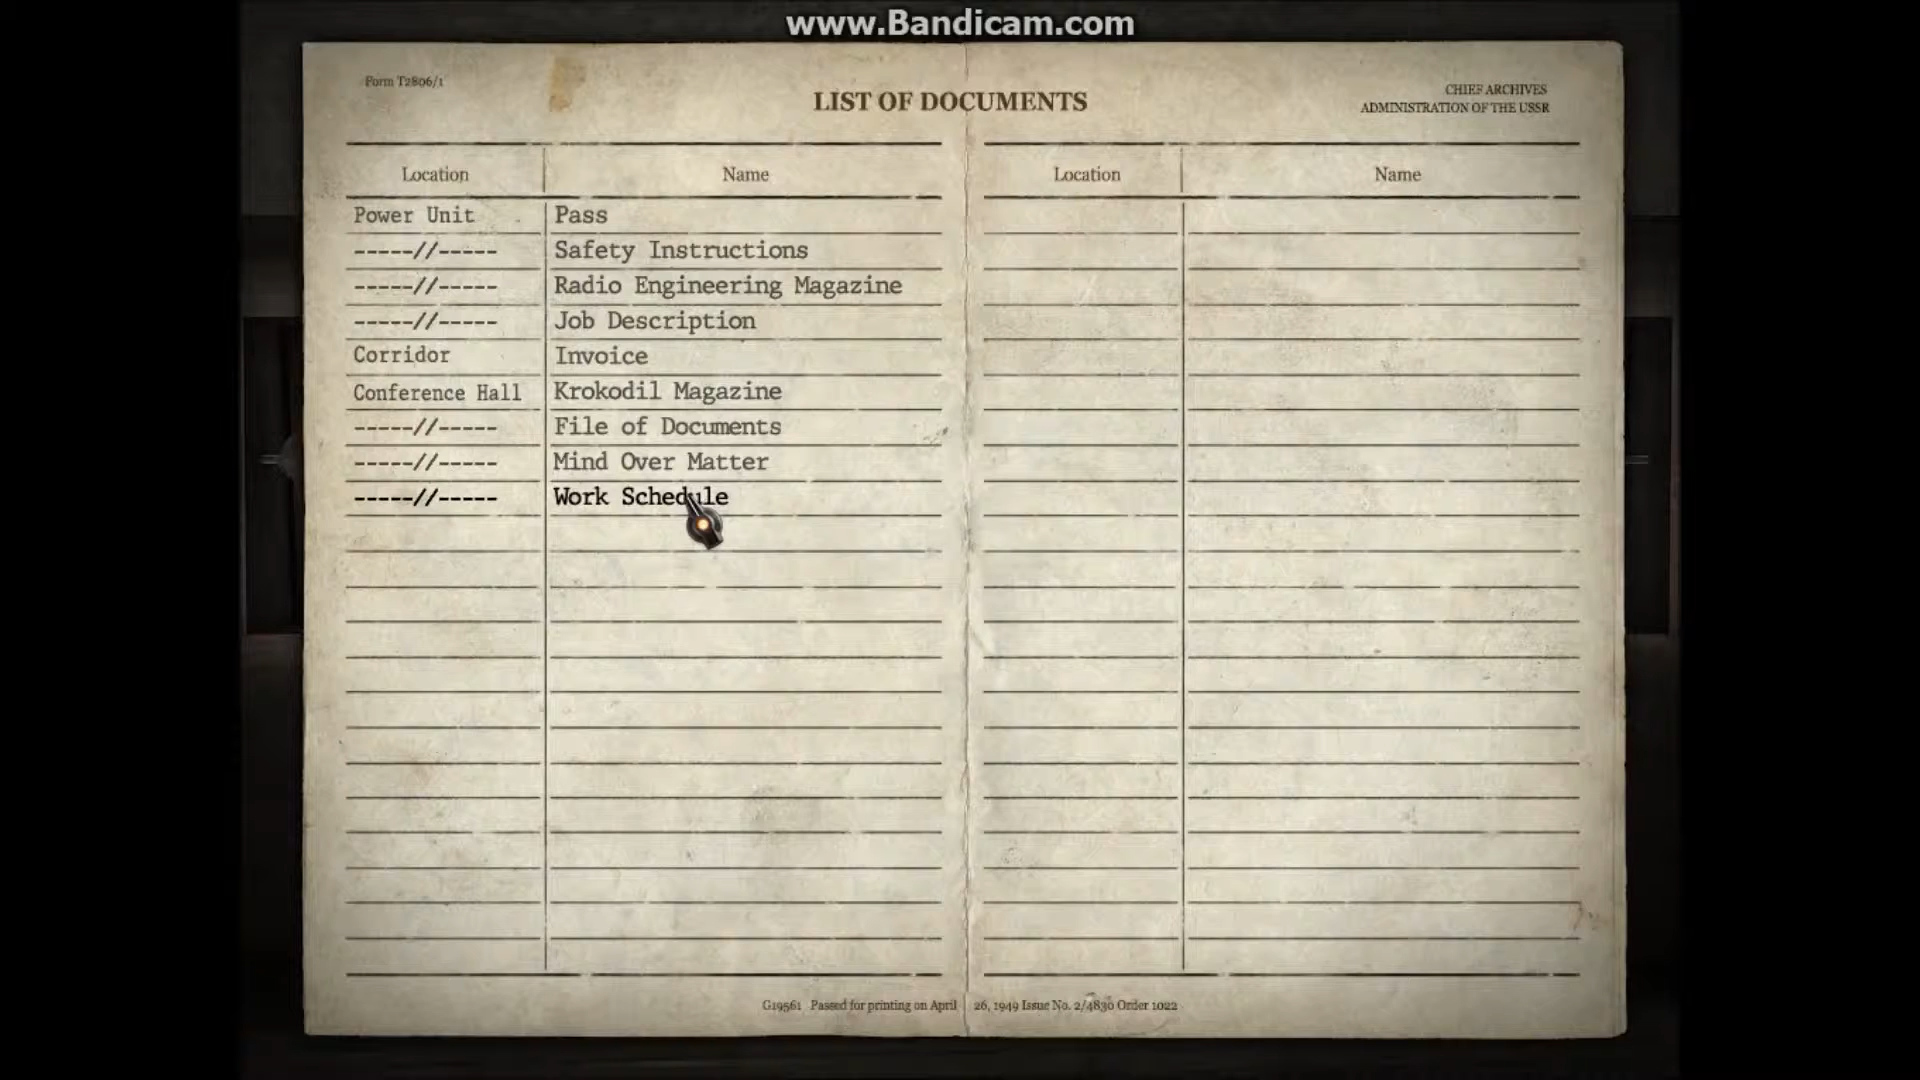 www.Bandicam.com
Form T2806/1
LIST OF DOCUMENTS
CHIEF ARCHIVES
ADMINISTRATION OF THE USSR
Location Name Location Name
Power Unit Pass
-----//----- Safety Instructions
-----//----- Radio Engineering Magazine
-----//----- Job Description
Corridor Invoice
Conference Hall Krokodil Magazine
-----//----- File of Documents
-----//----- Mind Over Matter
-----//----- Work Schedule
G19561 Passed for printing on April 26, 1949 Issue No. 2/4830 Order 1022